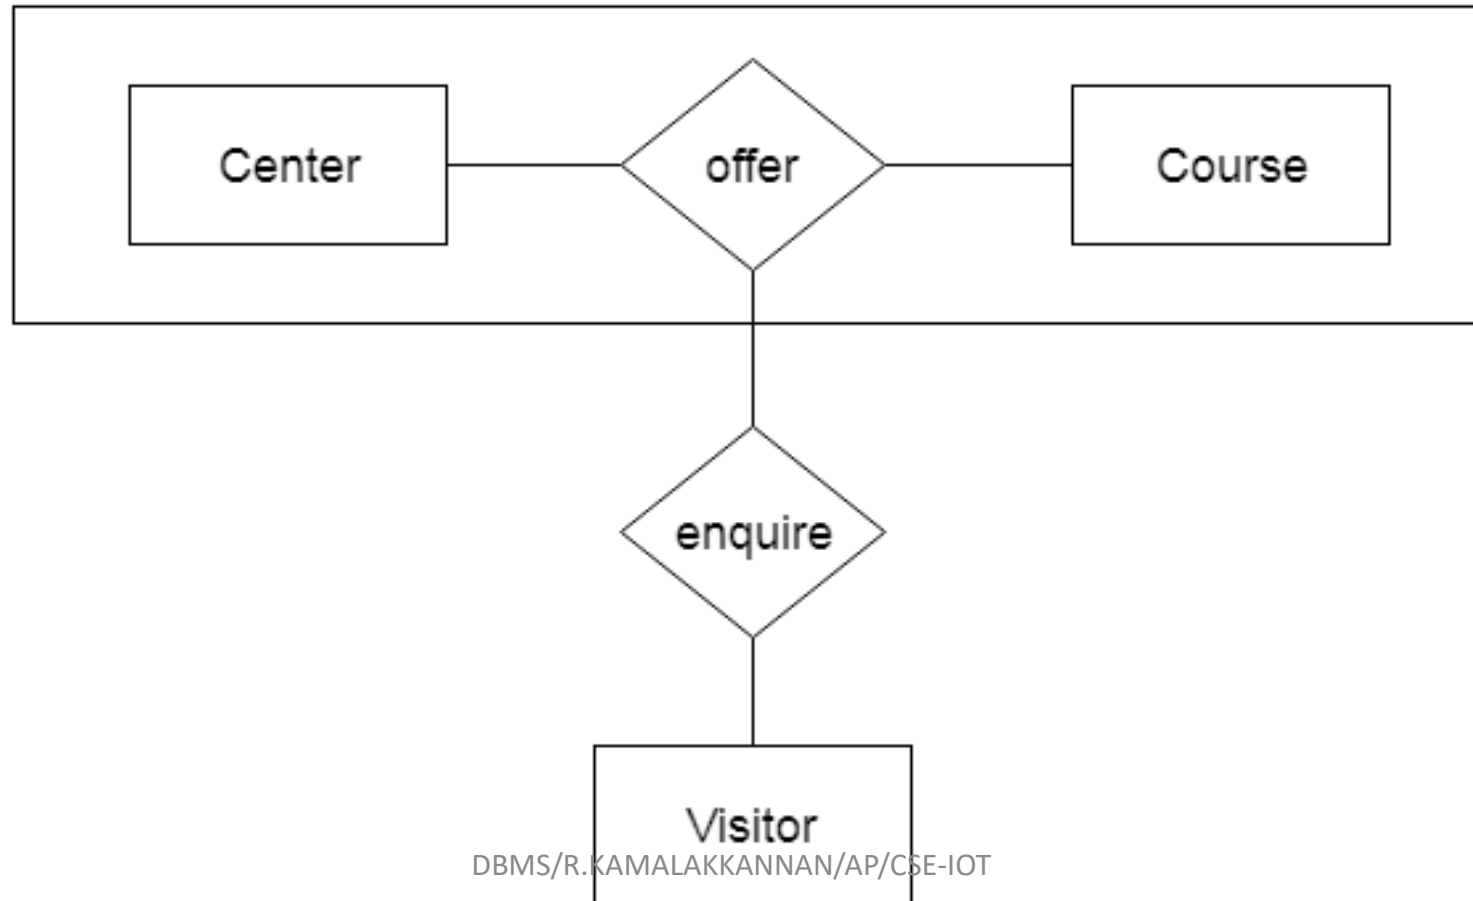 Center
offer
Course
enquire
Visitor
DBMS/R.KAMALAKKANNAN/AP/CSE-IOT